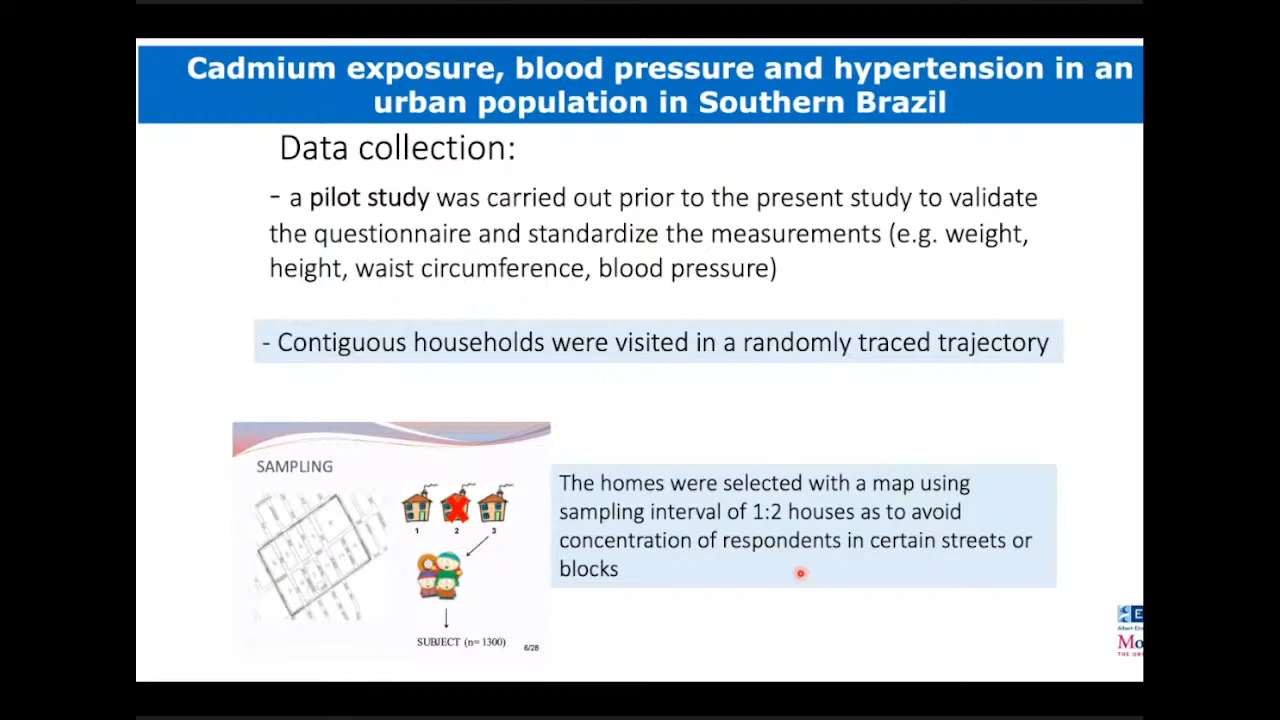 Cadmium exposure, blood pressure and hypertension in an
urban population in Southern Brazil
Data collection:
- a pilot study was carried out prior to the present study to validate
the questionnaire and standardize the measurements (e.g. weight,
height, waist circumference, blood pressure)
- Contiguous households were visited in a randomly traced trajectory
SAMPLING
1 2 3
SUBJECT (n= 1300)
6/28
The homes were selected with a map using
sampling interval of 1:2 houses as to avoid
concentration of respondents in certain streets or
blocks
E
Mo